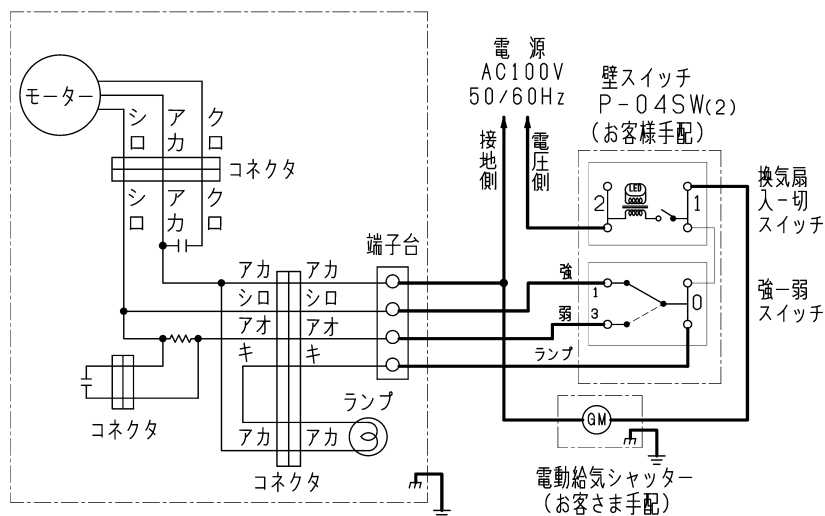 電源
AC100V
50/60Hz
接地側
電圧側
壁スイッチ
P-04SW(2)
(お客様手配)
モーター
シロ
アカ
クロ
コネクタ
シロ
アカ
クロ
LED
2
1
換気扇
入-切
スイッチ
端子台
アカ
アカ
シロ
シロ
アオ
アオ
キ
キ
強
1
弱
3
0
強-弱
スイッチ
ランプ
コネクタ
ランプ
アカ
アカ
コネクタ
GM
電動給気シャッター
(お客さま手配)